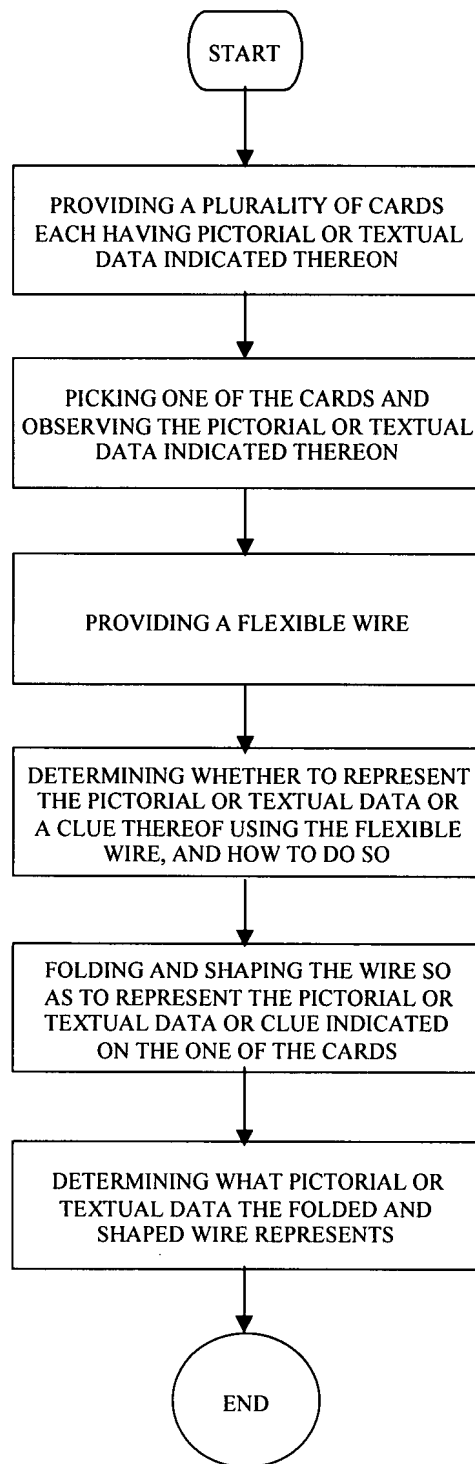 START
PROVIDING A PLURALITY OF CARDS
EACH HAVING PICTORIAL OR TEXTUAL
DATA INDICATED THEREON
PICKING ONE OF THE CARDS AND
OBSERVING THE PICTORIAL OR TEXTUAL
DATA INDICATED THEREON
PROVIDING A FLEXIBLE WIRE
DETERMINING WHETHER TO REPRESENT
THE PICTORIAL OR TEXTUAL DATA OR
A CLUE THEREOF USING THE FLEXIBLE
WIRE, AND HOW TO DO SO
FOLDING AND SHAPING THE WIRE SO
AS TO REPRESENT THE PICTORIAL OR
TEXTUAL DATA OR CLUE INDICATED
ON THE ONE OF THE CARDS
DETERMINING WHAT PICTORIAL OR
TEXTUAL DATA THE FOLDED AND
SHAPED WIRE REPRESENTS
END